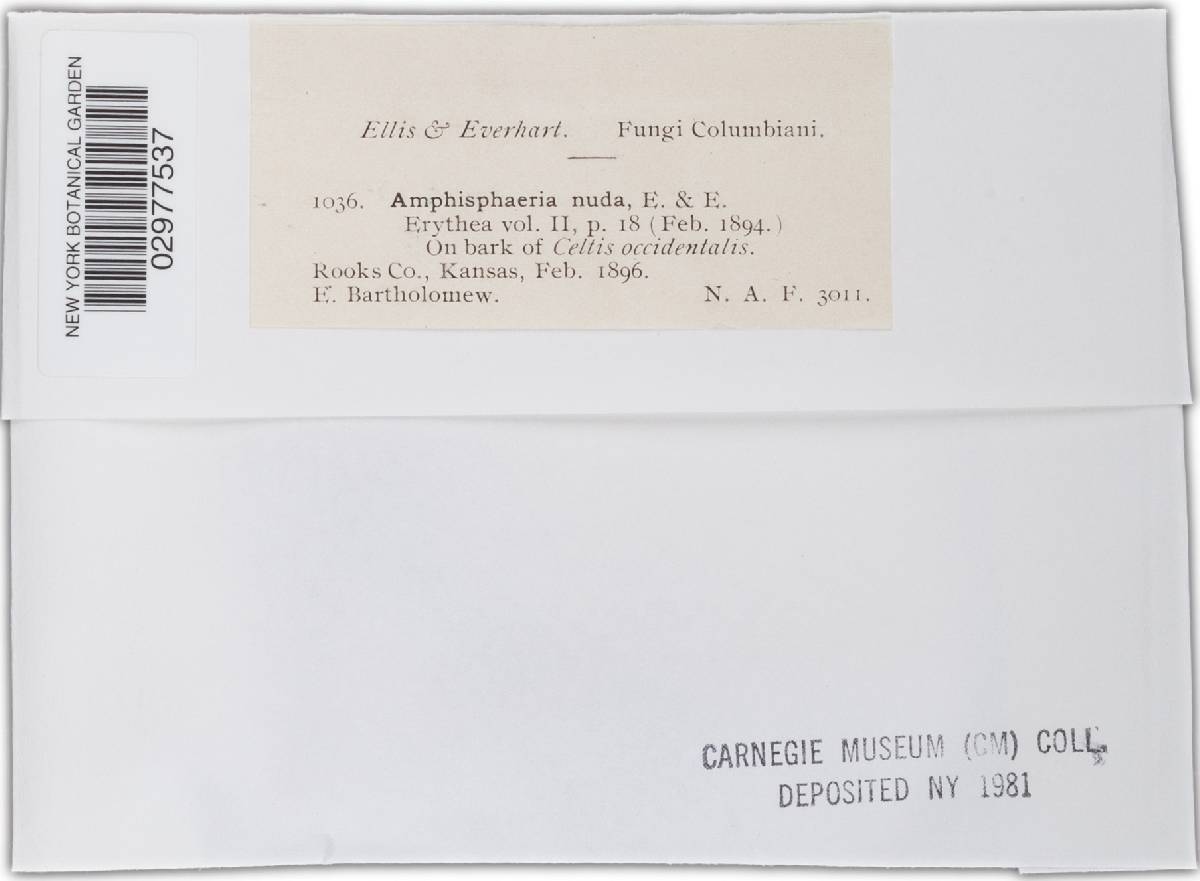 NEW YORK BOTANICAL GARDEN
02977537
Ellis & Everhart. Fungi Columbiani.
1036. Amphisphaeria nuda, E. & E.
Erythea vol. II, p. 18 (Feb. 1894.)
On bark of Celtis occidentalis.
Rooks Co., Kansas, Feb. 1896.
E. Bartholomew. N. A. F. 3011.
CARNEGIE MUSEUM (CM) COLL.
DEPOSITED NY 1981